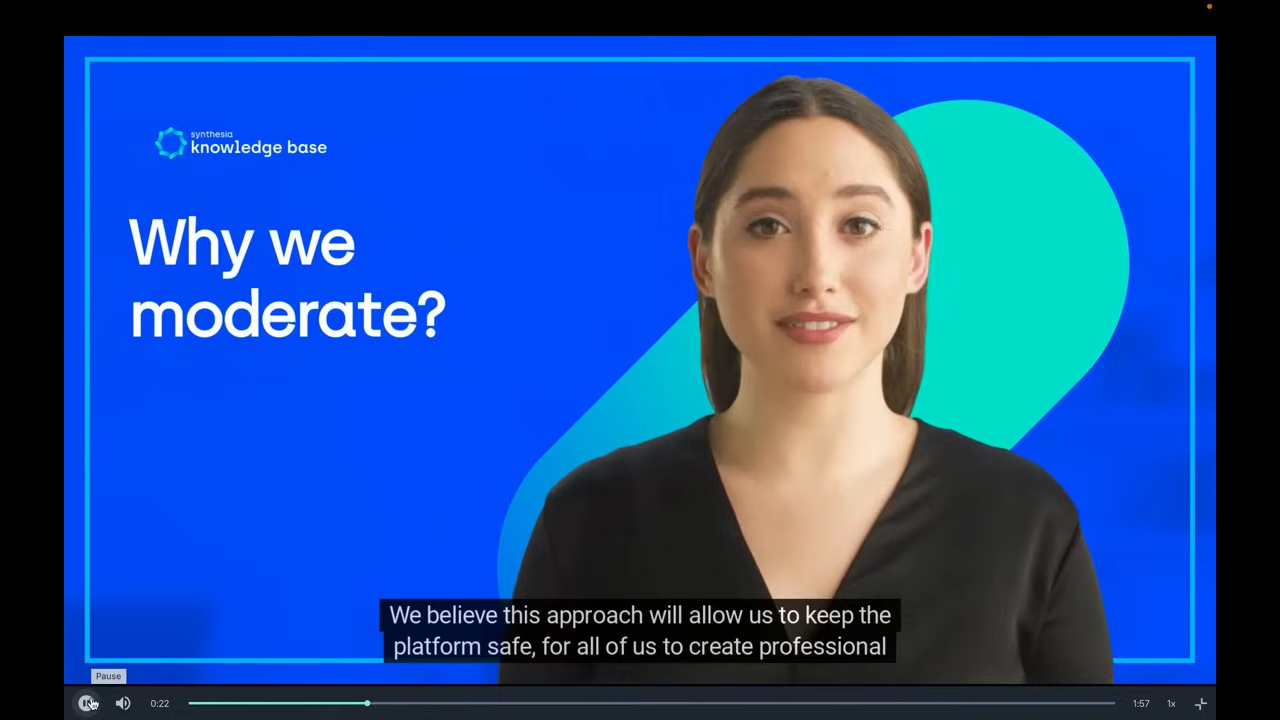 synthesia
knowledge base
Why we
moderate?
We believe this approach will allow us to keep the
platform safe, for all of us to create professional
Pause
0:22
1:57
1x